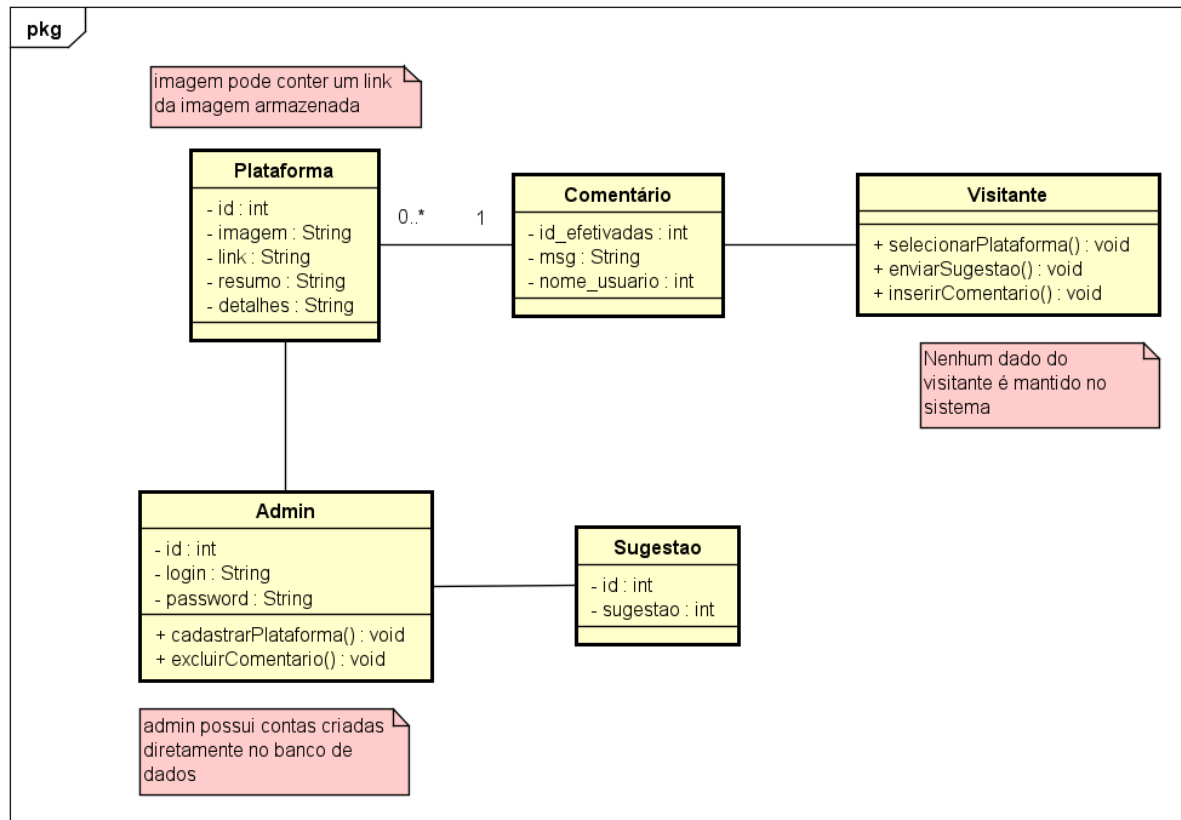 pkg
imagem pode conter um link
da imagem armazenada
Plataforma
- id : int
- imagem : String
- link : String
- resumo : String
- detalhes : String
0..*
1
Comentário
- id_efetivadas : int
- msg : String
- nome_usuario : int
Visitante
+ selecionarPlataforma() : void
+ enviarSugestao() : void
+ inserirComentario() : void
Nenhum dado do
visitante é mantido no
sistema
Admin
- id : int
- login : String
- password : String
+ cadastrarPlataforma() : void
+ excluirComentario() : void
Sugestao
- id : int
- sugestao : int
admin possui contas criadas
diretamente no banco de
dados